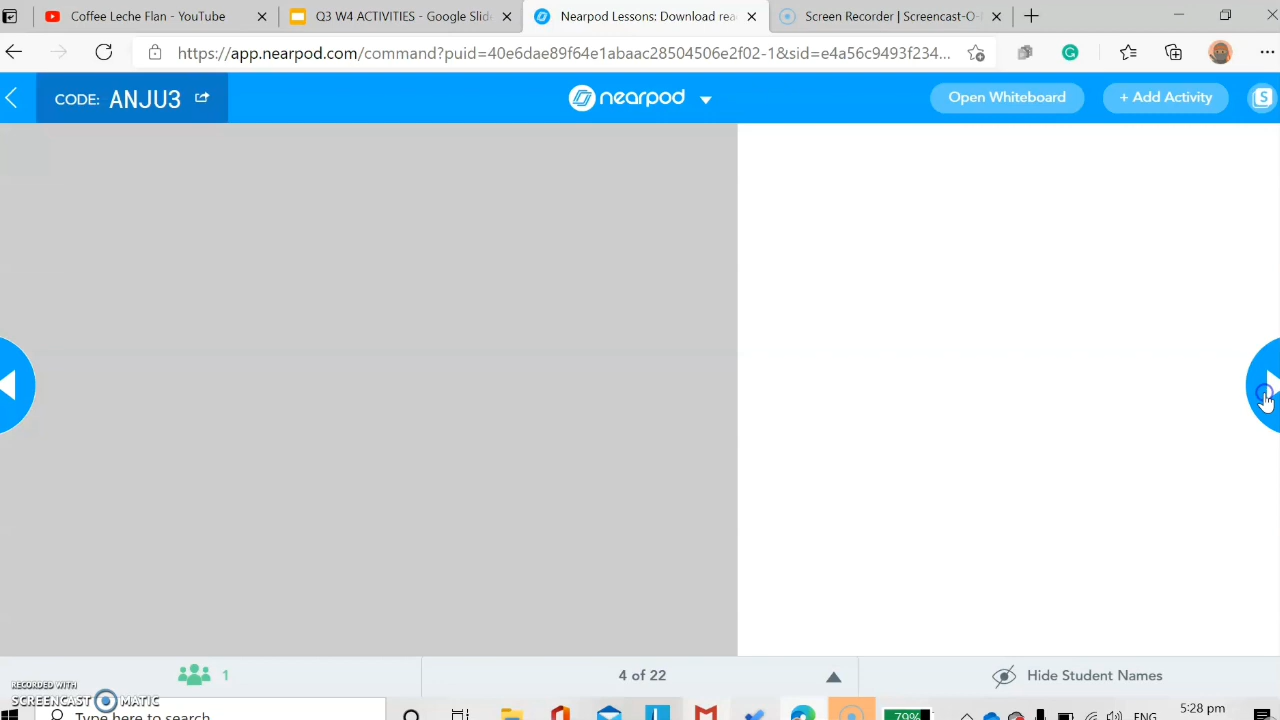 Coffee Leche Flan - YouTube
Q3 W4 ACTIVITIES - Google Slid
Nearpod Lessons: Download rea
Screen Recorder | Screencast-O-
https://app.nearpod.com/command?puid=40e6dae89f64e1abaac28504506e2f02-1&sid=e4a56c9493f234...
CODE: ANJU3
nearpod
Open Whiteboard
+ Add Activity
S
1
4 of 22
Hide Student Names
RECORDED WITH
SCREENCAST MATIC
Type here to search
79%
ENG
5:28 pm